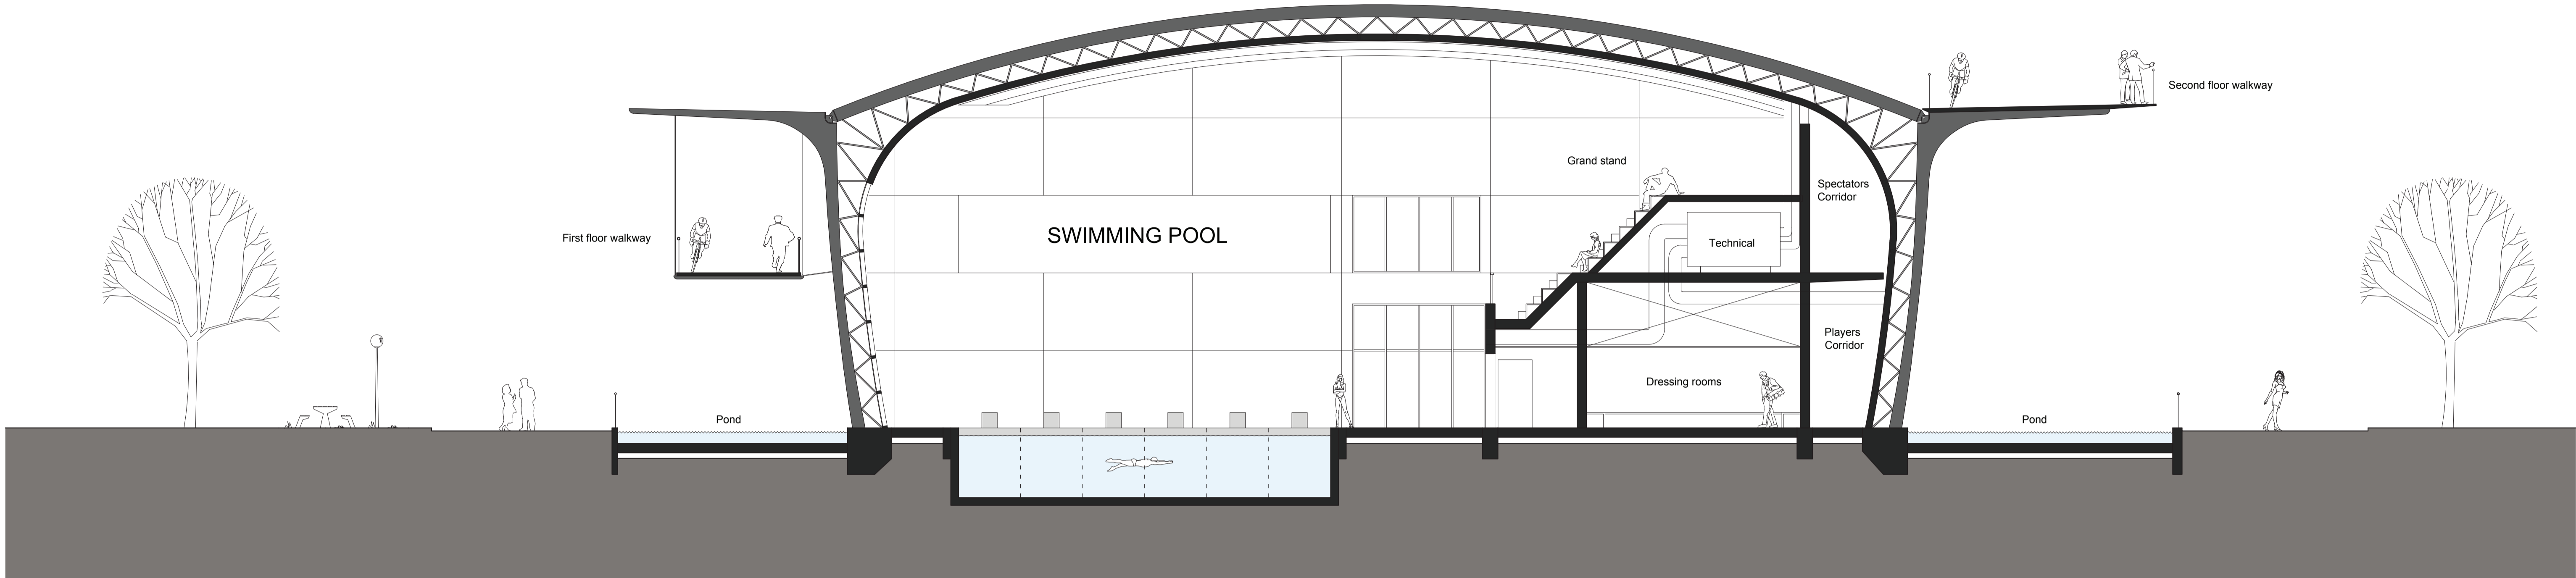 Second floor walkway
Grand stand
Spectators
Corridor
First floor walkway
SWIMMING POOL
Technical
Players
Corridor
Dressing rooms
Pond
Pond